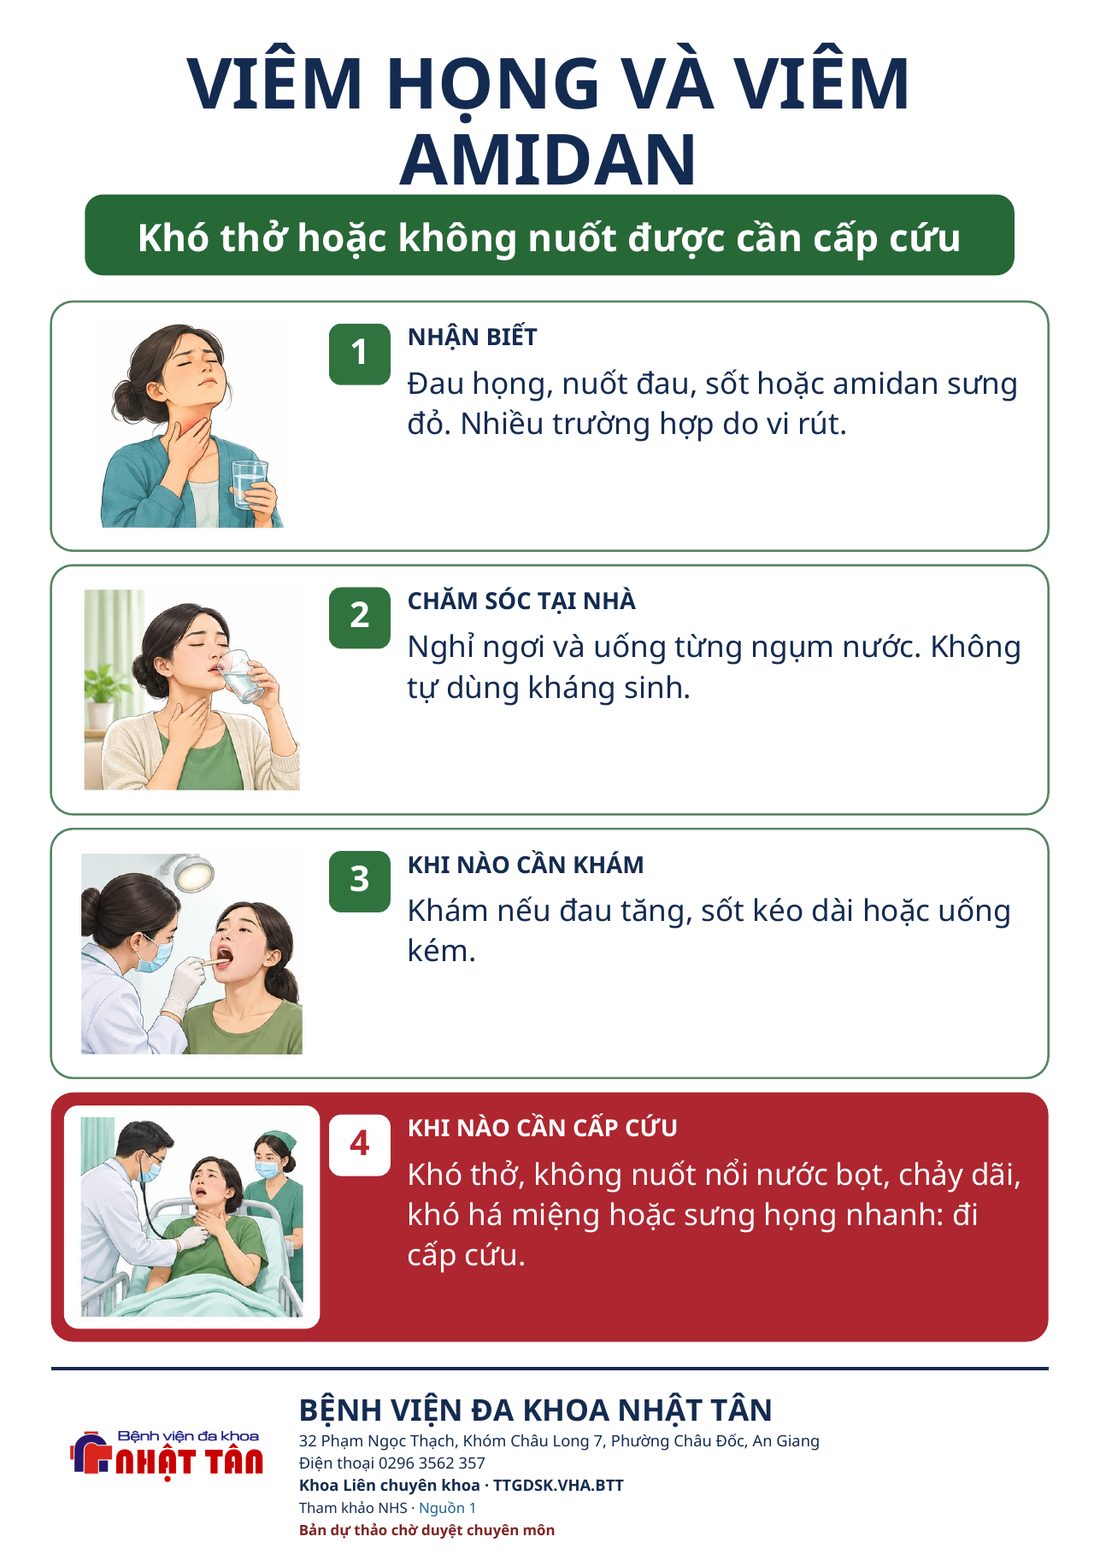 VIÊM HỌNG VÀ VIÊM
AMIDAN
Khó thở hoặc không nuốt được cần cấp cứu
1
NHẬN BIẾT
Đau họng, nuốt đau, sốt hoặc amidan sưng
đỏ. Nhiều trường hợp do vi rút.
2
CHĂM SÓC TẠI NHÀ
Nghỉ ngơi và uống từng ngụm nước. Không
tự dùng kháng sinh.
3
KHI NÀO CẦN KHÁM
Khám nếu đau tăng, sốt kéo dài hoặc uống
kém.
4
KHI NÀO CẦN CẤP CỨU
Khó thở, không nuốt nổi nước bọt, chảy dãi,
khó há miệng hoặc sưng họng nhanh: đi
cấp cứu.
Bệnh viện đa khoa
NHẬT TÂN
BỆNH VIỆN ĐA KHOA NHẬT TÂN
32 Phạm Ngọc Thạch, Khóm Châu Long 7, Phường Châu Đốc, An Giang
Điện thoại 0296 3562 357
Khoa Liên chuyên khoa · TTGDSK.VHA.BTT
Tham khảo NHS · Nguồn 1
Bản dự thảo chờ duyệt chuyên môn